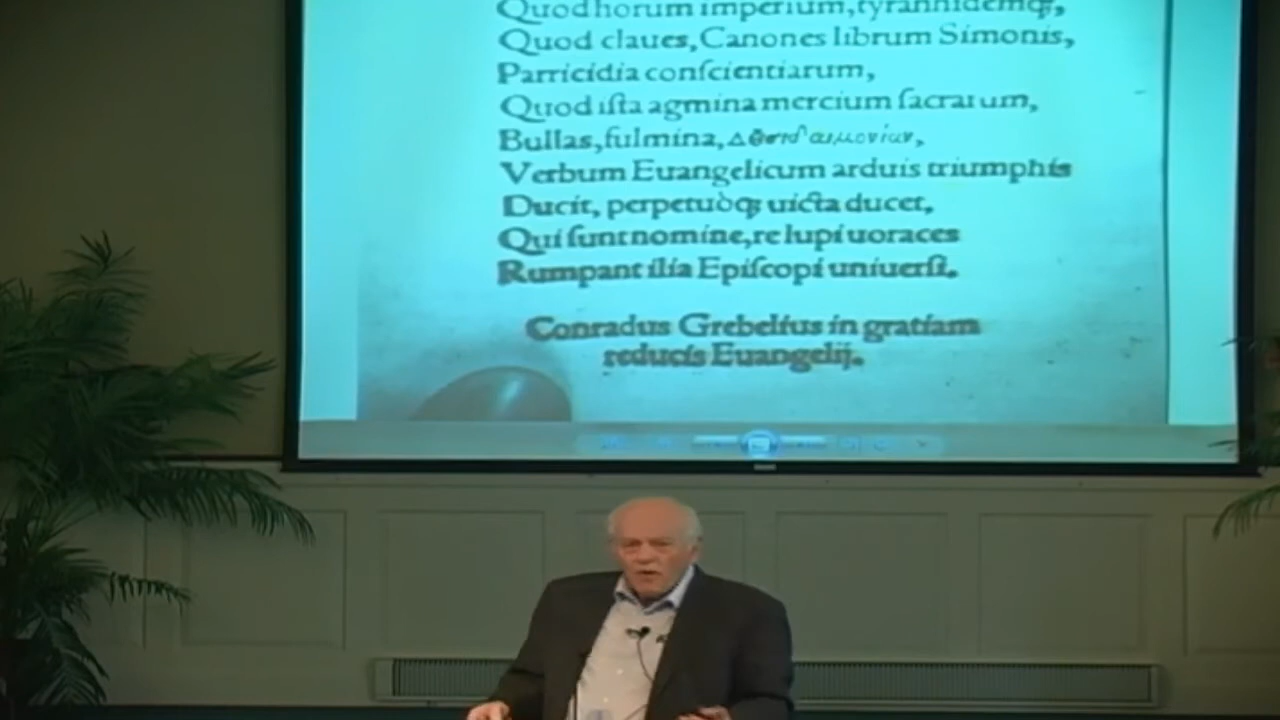 Quod horum imperium, tyrannidemq́;,
Quod claues, Canones librum Simonis,
Parricidia conſcientiarum,
Quod iſta agmina mercium ſacrarum,
Bullas, fulmina,
Verbum Euangelicum arduis triumphis
Ducit, perpetuòq; uicta ducet,
Qui ſunt nomine, re lupi uoraces
Rumpant ilia Epiſcopi uniuerſi.
Conradus Grebelius in gratiam
reducis Euangelij.